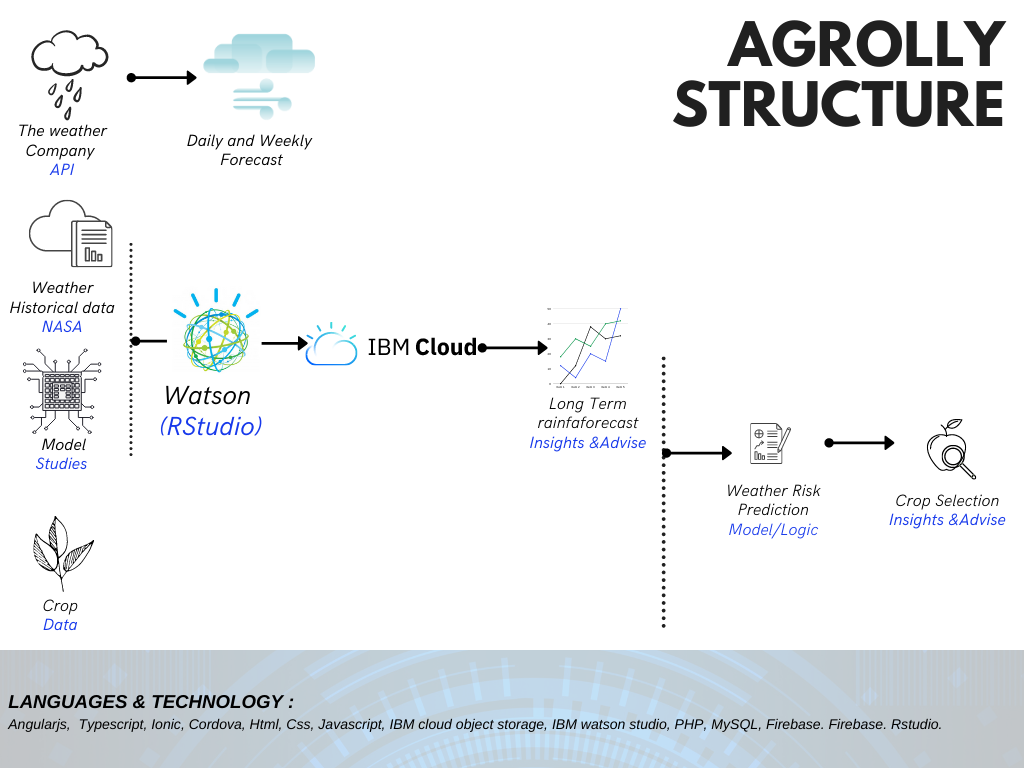 AGROLLY
STRUCTURE
The weather
Company
API
Daily and Weekly
Forecast
Weather
Historical data
NASA
Model
Studies
Watson
(RStudio)
IBM Cloud
Long Term
rainfaforecast
Insights &Advise
Weather Risk
Prediction
Model/Logic
Crop Selection
Insights &Advise
Crop
Data
LANGUAGES & TECHNOLOGY :
Angularjs,  Typescript, Ionic, Cordova, Html, Css, Javascript, IBM cloud object storage, IBM watson studio, PHP, MySQL, Firebase. Firebase. Rstudio.